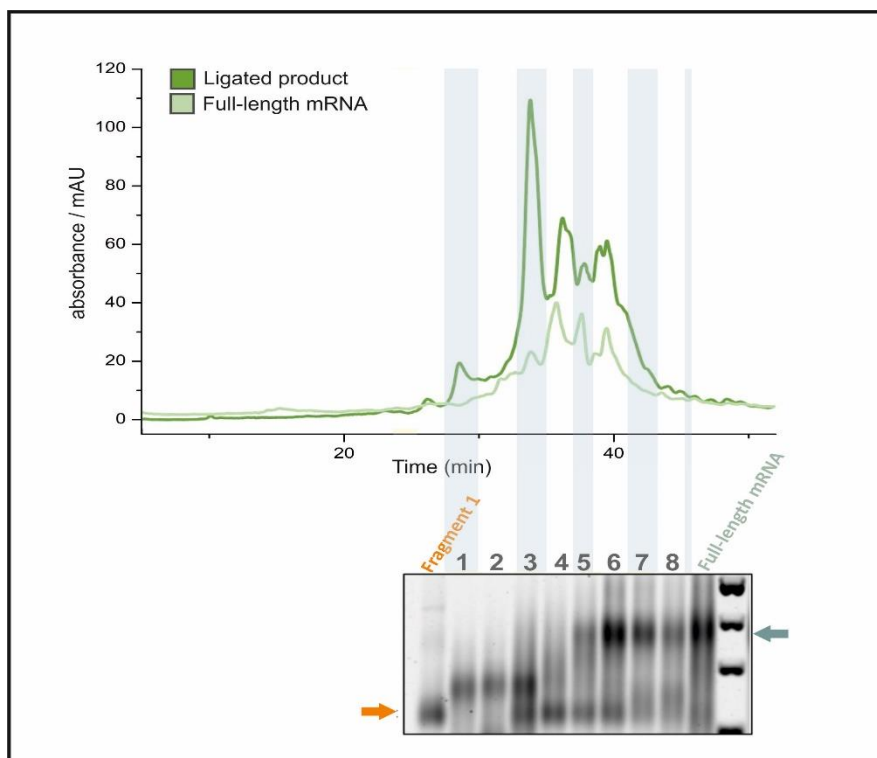 120
100
80
60
40
20
0
absorbance / mAU
Ligated product
Full-length mRNA
20
40
Time (min)
Fragment 1
1 2 3 4 5 6 7 8
Full-length mRNA